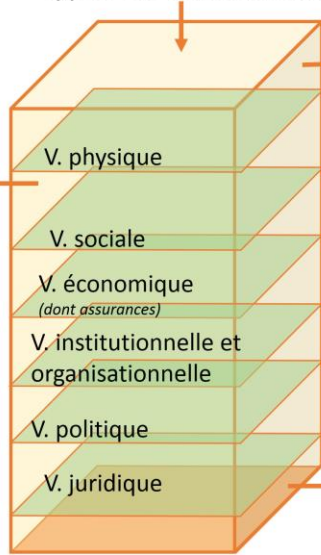 V. physique
V. sociale
V. économique
(dont assurances)
V. institutionnelle et
organisationnelle
V. politique
V. juridique